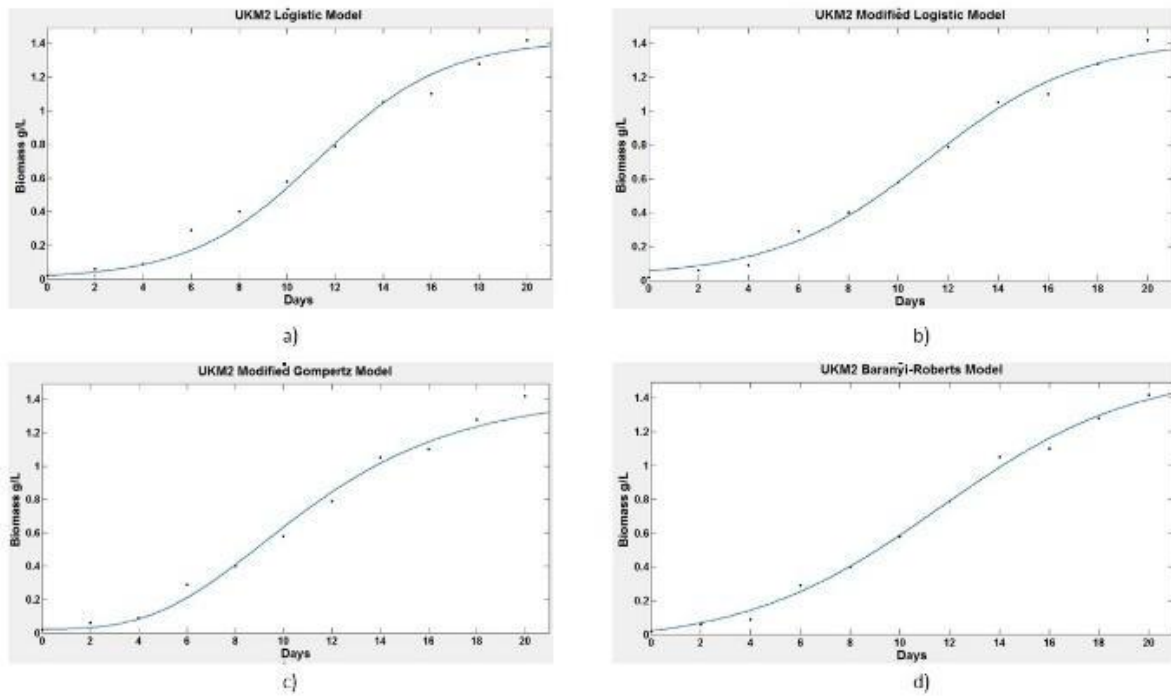 UKM2 Logistic Model
Biomass g/L
1.4
1.2
1
0.8
0.6
0.4
0.2
0
0 2 4 6 8 10 12 14 16 18 20
Days
a)
UKM2 Modified Logistic Model
Biomass g/L
1.4
1.2
1
0.8
0.6
0.4
0.2
0
0 2 4 6 8 10 12 14 16 18 20
Days
b)
UKM2 Modified Gompertz Model
Biomass g/L
1.4
1.2
1
0.8
0.6
0.4
0.2
0
0 2 4 6 8 10 12 14 16 18 20
Days
c)
UKM2 Baranyi-Roberts Model
Biomass g/L
1.4
1.2
1
0.8
0.6
0.4
0.2
0
0 2 4 6 8 10 12 14 16 18 20
Days
d)